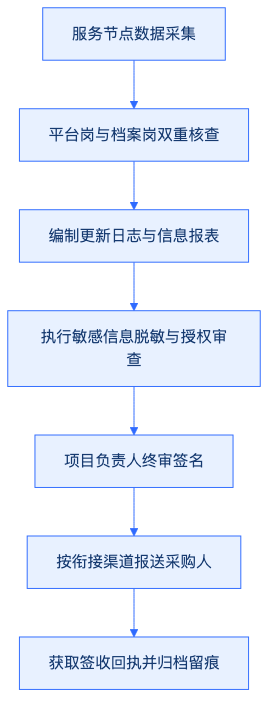 服务节点数据采集
平台岗与档案岗双重核查
编制更新日志与信息报表
执行敏感信息脱敏与授权审
查
项目负责人终审签名
按衔接渠道报送采购人
获取签收回执并归档留痕